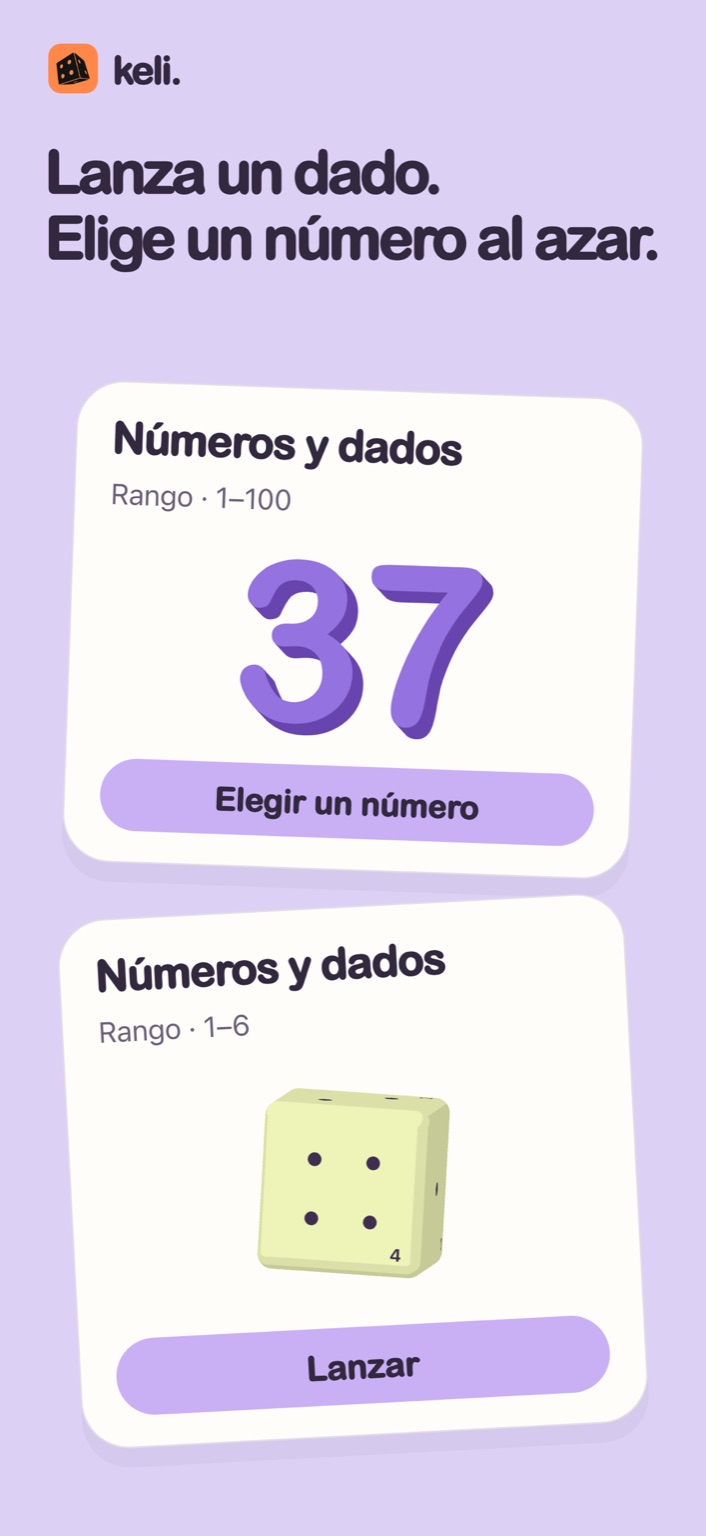 keli.
Lanza un dado.
Elige un número al azar.
Números y dados
Rango · 1–100
37
Elegir un número
Números y dados
Rango · 1–6
4
Lanzar